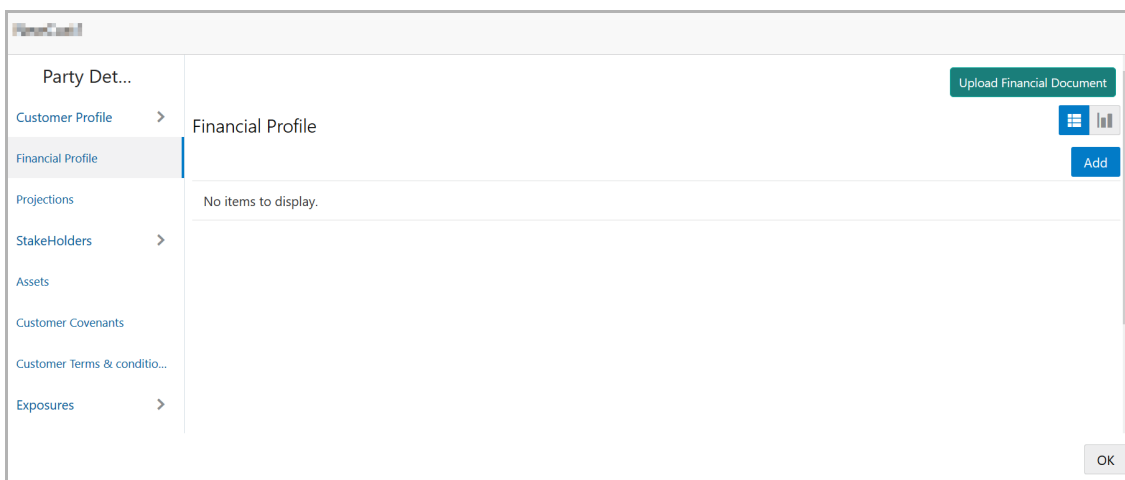 Party Det...
Upload Financial Document
Customer Profile
Financial Profile
Financial Profile
Add
Projections
No items to display.
StakeHolders
Assets
Customer Covenants
Customer Terms & conditio...
Exposures
OK